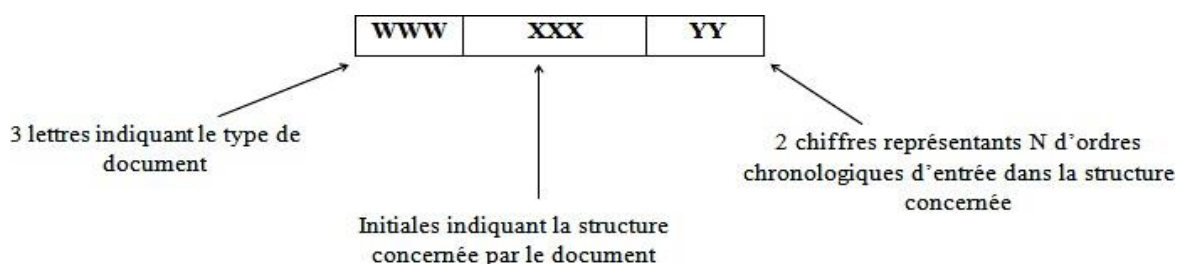 WWW XXX YY
3 lettres indiquant le type de
document
2 chiffres représentants N d'ordres
chronologiques d'entrée dans la structure
concernée
Initiales indiquant la structure
concernée par le document